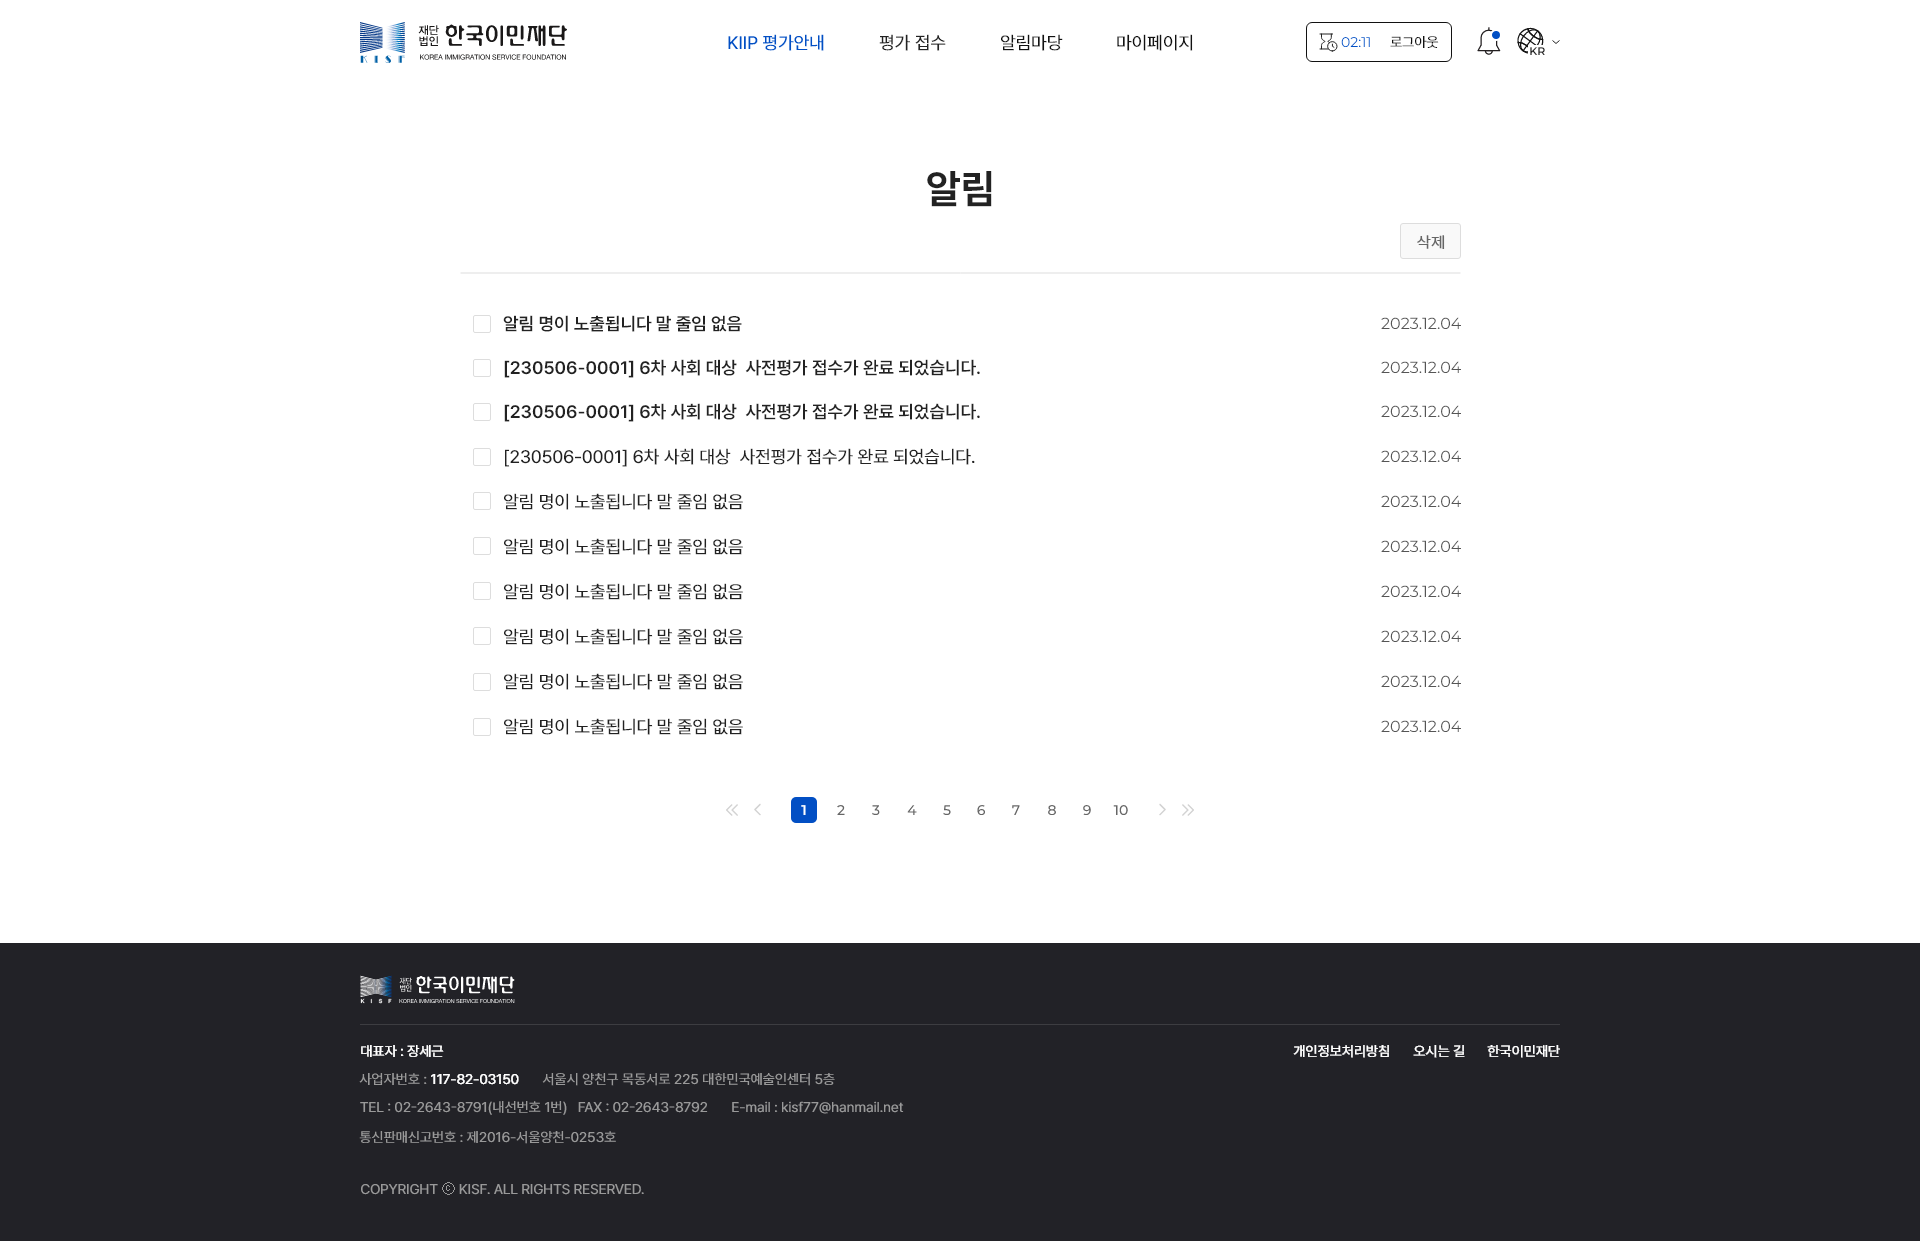 재단
법인 한국이민재단
KISF KOREA IMMIGRATION SERVICE FOUNDATION
KIIP 평가안내 평가 접수 알림마당 마이페이지 02:11 로그아웃 KR
알림
삭제
알림 명이 노출됩니다 말 줄임 없음 2023.12.04
[230506-0001] 6차 사회 대상 사전평가 접수가 완료 되었습니다. 2023.12.04
[230506-0001] 6차 사회 대상 사전평가 접수가 완료 되었습니다. 2023.12.04
[230506-0001] 6차 사회 대상 사전평가 접수가 완료 되었습니다. 2023.12.04
알림 명이 노출됩니다 말 줄임 없음 2023.12.04
알림 명이 노출됩니다 말 줄임 없음 2023.12.04
알림 명이 노출됩니다 말 줄임 없음 2023.12.04
알림 명이 노출됩니다 말 줄임 없음 2023.12.04
알림 명이 노출됩니다 말 줄임 없음 2023.12.04
알림 명이 노출됩니다 말 줄임 없음 2023.12.04
1 2 3 4 5 6 7 8 9 10
재단
법인 한국이민재단
KISF KOREA IMMIGRATION SERVICE FOUNDATION
대표자 : 장세근 개인정보처리방침 오시는 길 한국이민재단
사업자번호 : 117-82-03150 서울시 양천구 목동서로 225 대한민국예술인센터 5층
TEL : 02-2643-8791(내선번호 1번) FAX : 02-2643-8792 E-mail : kisf77@hanmail.net
통신판매신고번호 : 제2016-서울양천-0253호
COPYRIGHT ⓒ KISF. ALL RIGHTS RESERVED.